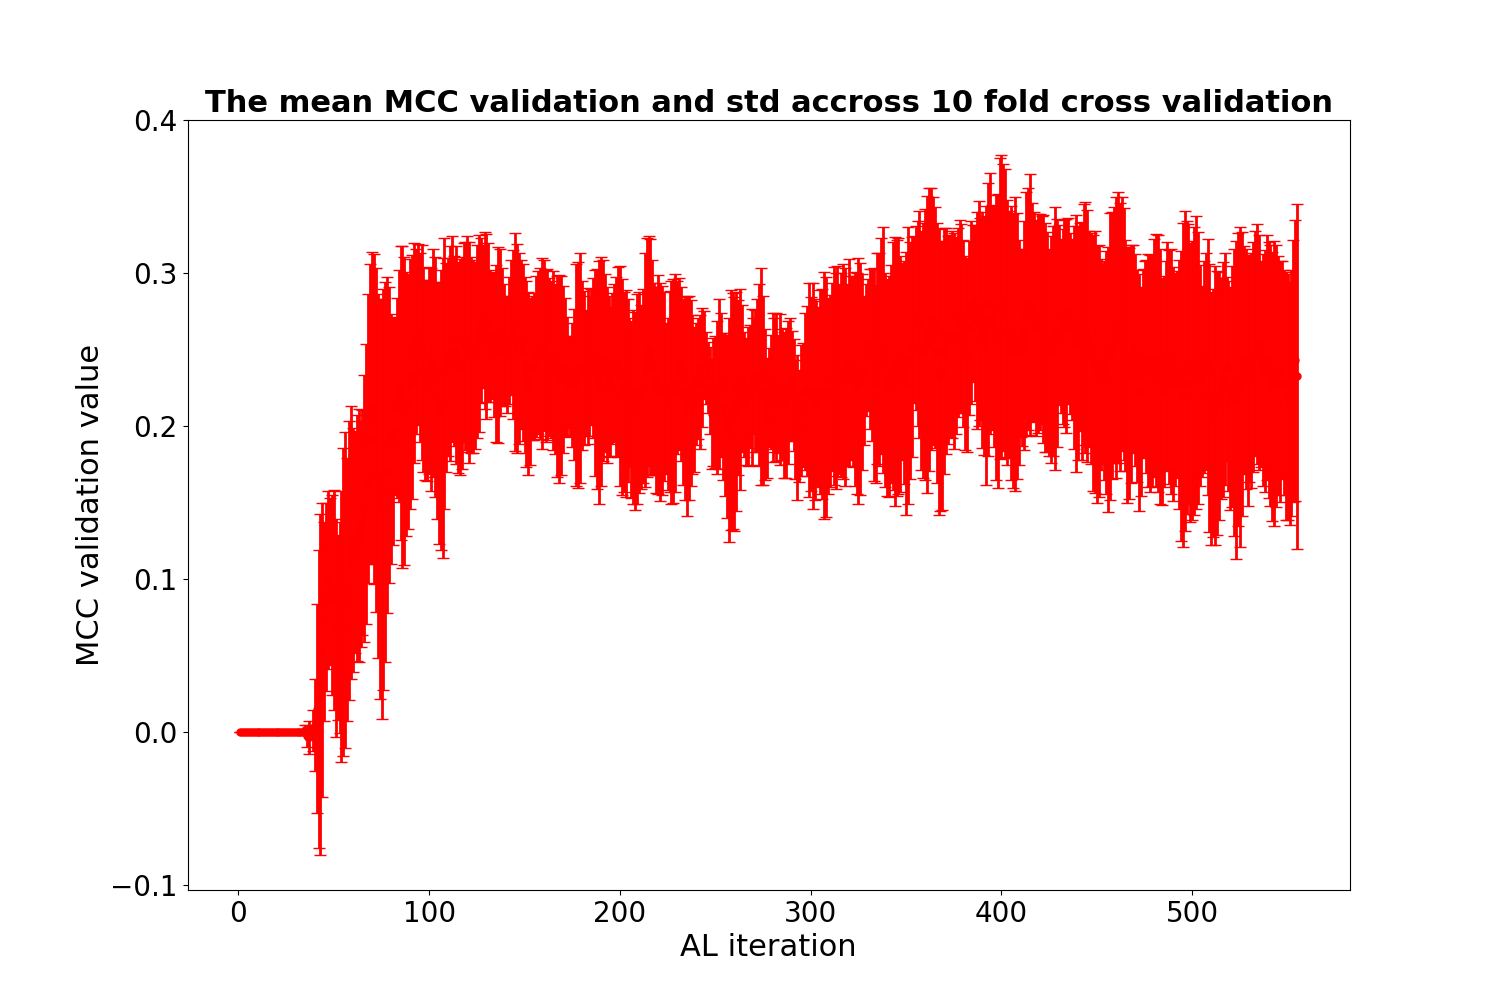 The mean MCC validation and std accross 10 fold cross validation
0.4
0.3
0.2
0.1
0.0
−0.1
MCC validation value
0 100 200 300 400 500
AL iteration